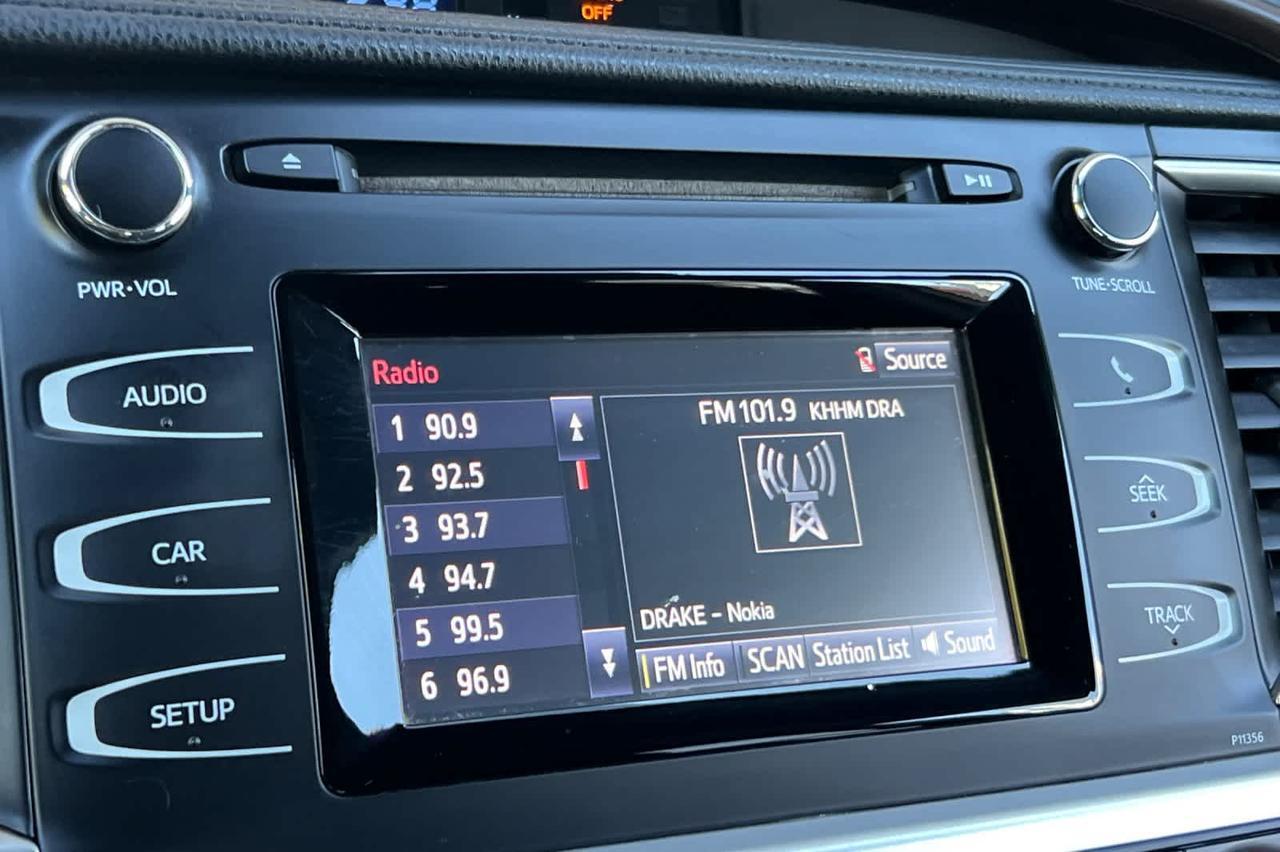 OFF
PWR•VOL
TUNE•SCROLL
AUDIO
CAR
SETUP
SEEK
TRACK
Radio
Source
1 90.9
2 92.5
3 93.7
4 94.7
5 99.5
6 96.9
FM 101.9 KHHM DRA
DRAKE – Nokia
FM Info
SCAN
Station List
Sound
P11356